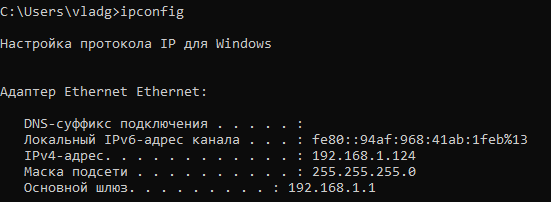 C:\Users\vladg>ipconfig
Настройка протокола IP для Windows
Адаптер Ethernet Ethernet:
DNS-суффикс подключения . . . . . :
Локальный IPv6-адрес канала . . . : fe80::94af:968:41ab:1feb%13
IPv4-адрес. . . . . . . . . . . . : 192.168.1.124
Маска подсети . . . . . . . . . . : 255.255.255.0
Основной шлюз. . . . . . . . . : 192.168.1.1